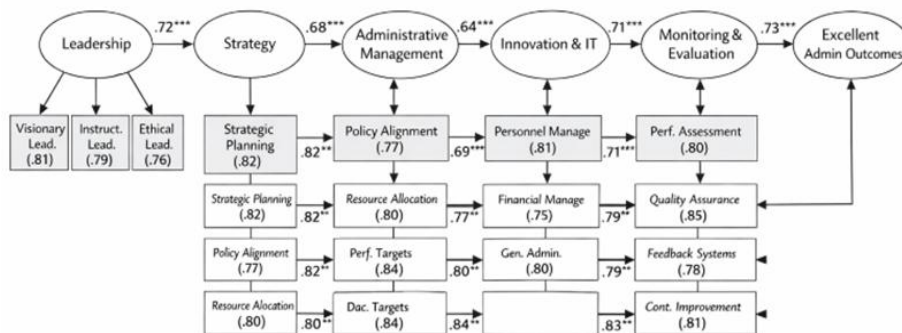 .72***
.68***
.64***
.71***
.73***
Leadership
Strategy
Administrative
Management
Innovation & IT
Monitoring &
Evaluation
Excellent
Admin Outcomes
Visionary
Lead.
(.81)
Instruct.
Lead.
(.79)
Ethical
Lead.
(.76)
Strategic
Planning
(.82)
.82**
Policy Alignment
(.77)
.69***
Personnel Manage
(.81)
.71***
Perf. Assessment
(.80)
Strategic Planning
(.82)
.82**
Resource Allocation
(.80)
.77**
Financial Manage
(.75)
.79**
Quality Assurance
(.85)
Policy Alignment
(.77)
.82**
Perf. Targets
(.84)
.80**
Gen. Admin.
(.80)
.79**
Feedback Systems
(.78)
Resource Alocation
(.80)
.80**
Dac. Targets
(.84)
.84**
.83**
Cont. Improvement
(.81)